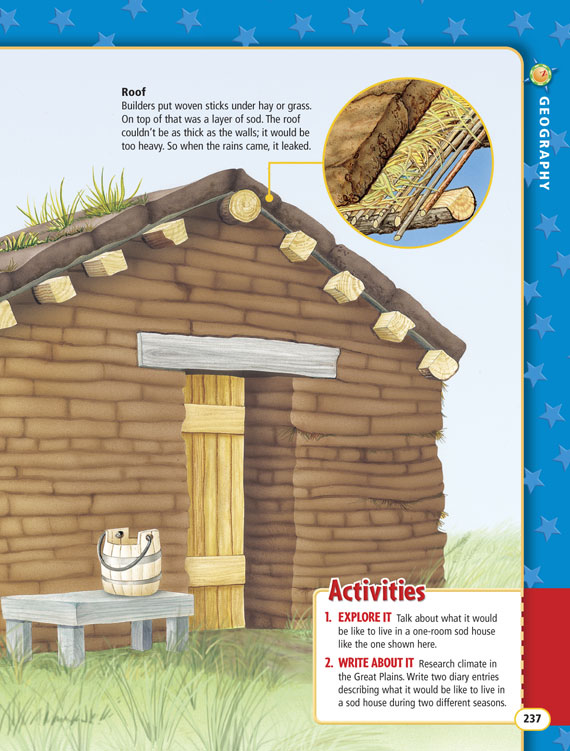 Roof
Builders put woven sticks under hay or grass.
On top of that was a layer of sod. The roof
couldn't be as thick as the walls; it would be
too heavy. So when the rains came, it leaked.
GEOGRAPHY
Activities
1. EXPLORE IT Talk about what it would
be like to live in a one-room sod house
like the one shown here.
2. WRITE ABOUT IT Research climate in
the Great Plains. Write two diary entries
describing what it would be like to live in
a sod house during two different seasons.
237